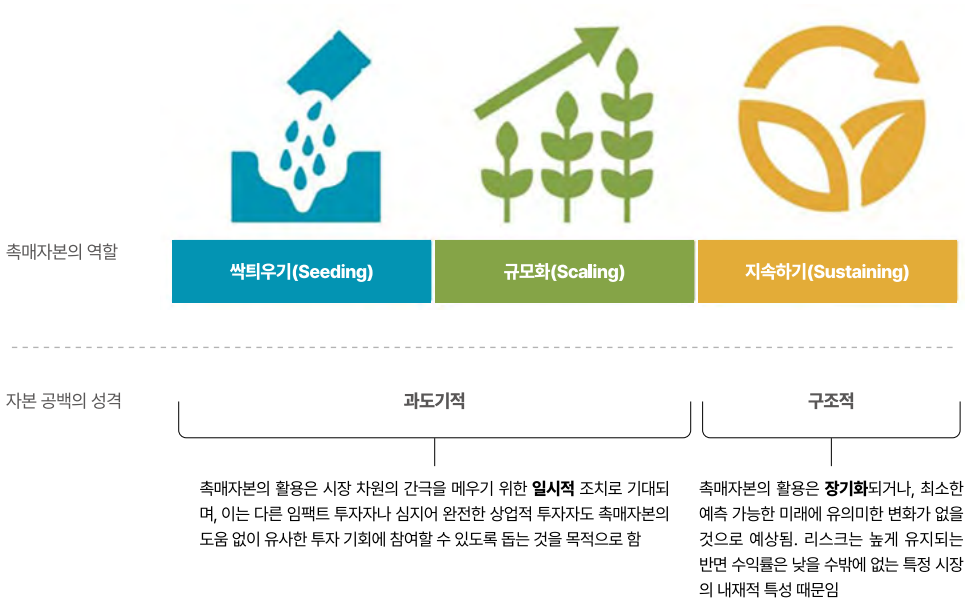 촉매자본의 역할
싹틔우기(Seeding)
규모화(Scaling)
지속하기(Sustaining)
자본 공백의 성격
과도기적
구조적
촉매자본의 활용은 시장 차원의 간극을 메우기 위한 일시적 조치로 기대되
며, 이는 다른 임팩트 투자자나 심지어 완전한 상업적 투자자도 촉매자본의
도움 없이 유사한 투자 기회에 참여할 수 있도록 돕는 것을 목적으로 함
촉매자본의 활용은 장기화되거나, 최소한
예측 가능한 미래에 유의미한 변화가 없을
것으로 예상됨. 리스크는 높게 유지되는
반면 수익률은 낮을 수밖에 없는 특정 시장
의 내재적 특성 때문임